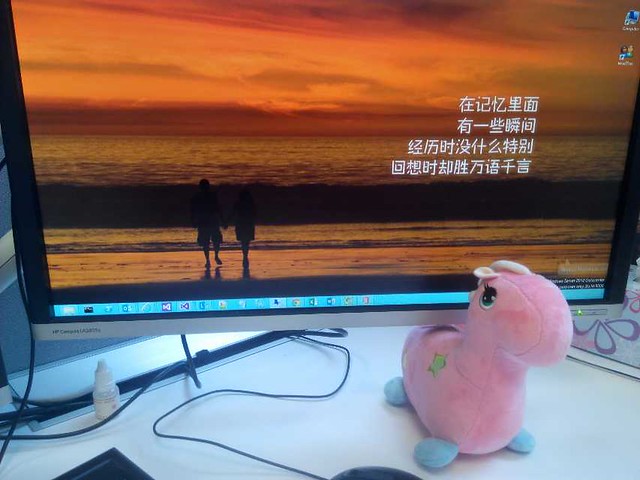 在记忆里面
有一些瞬间
经历时没什么特别
回想时却胜万语千言